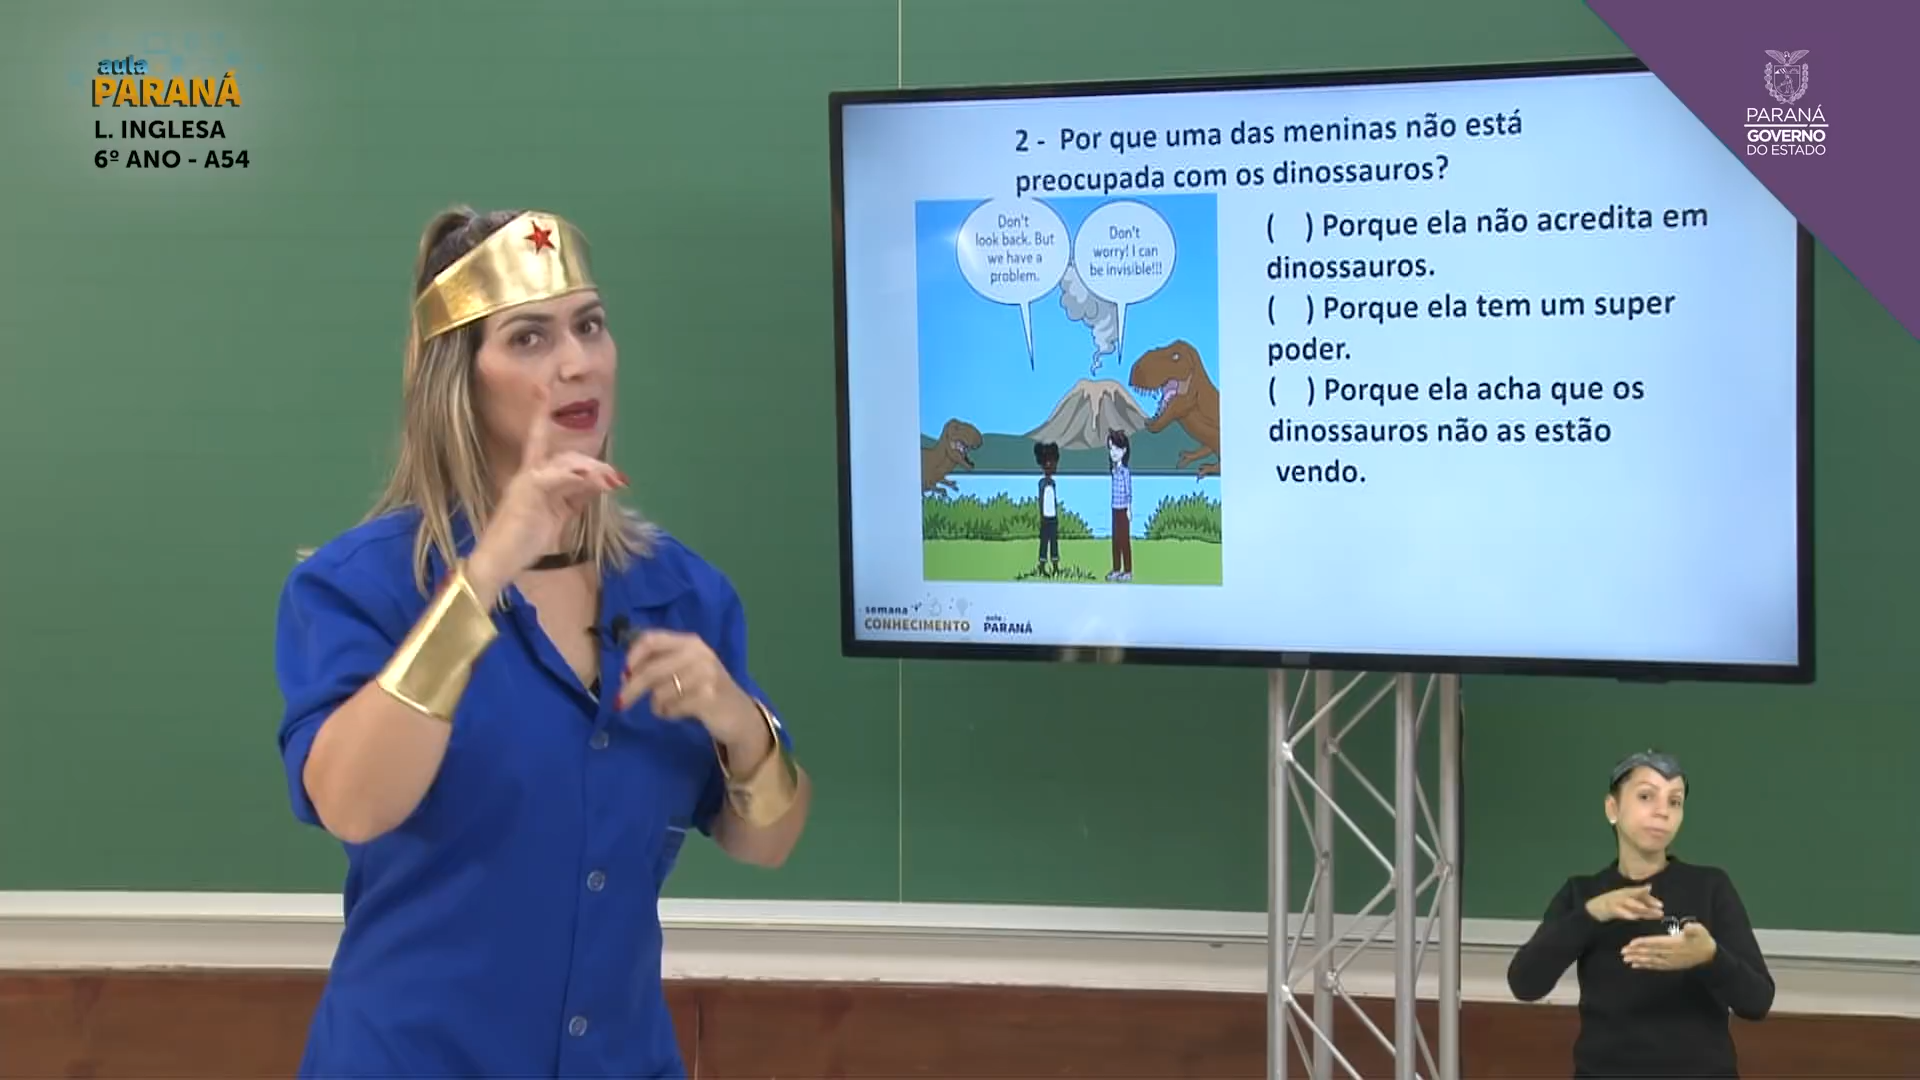 aula
PARANÁ
L. INGLESA
6º ANO - A54
PARANÁ
GOVERNO
DO ESTADO
2 - Por que uma das meninas não está
preocupada com os dinossauros?
Don't
look back. But
we have a
problem.
Don't
worry! I can
be invisible!!!
( ) Porque ela não acredita em
dinossauros.
( ) Porque ela tem um super
poder.
( ) Porque ela acha que os
dinossauros não as estão
vendo.
semana
CONHECIMENTO
aula
PARANÁ